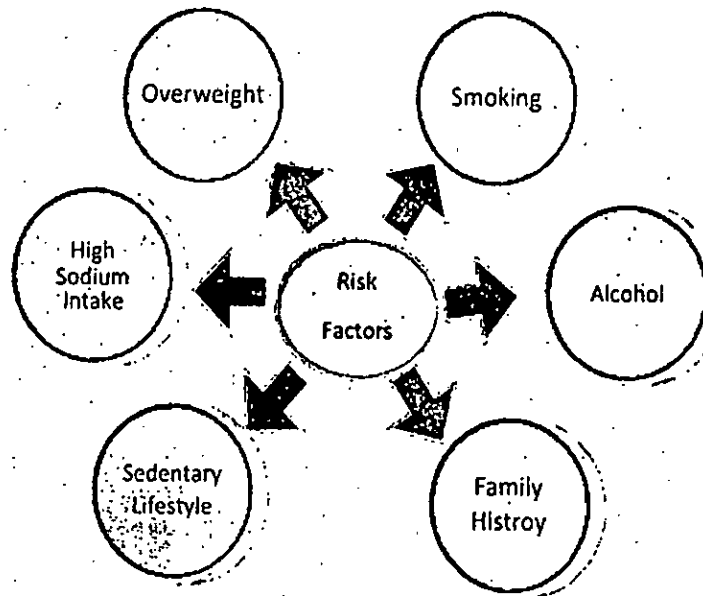 Overweight
Smoking
High
Sodium
Intake
Risk
Factors
Alcohol
Sedentary
Lifestyle
Family
Histroy